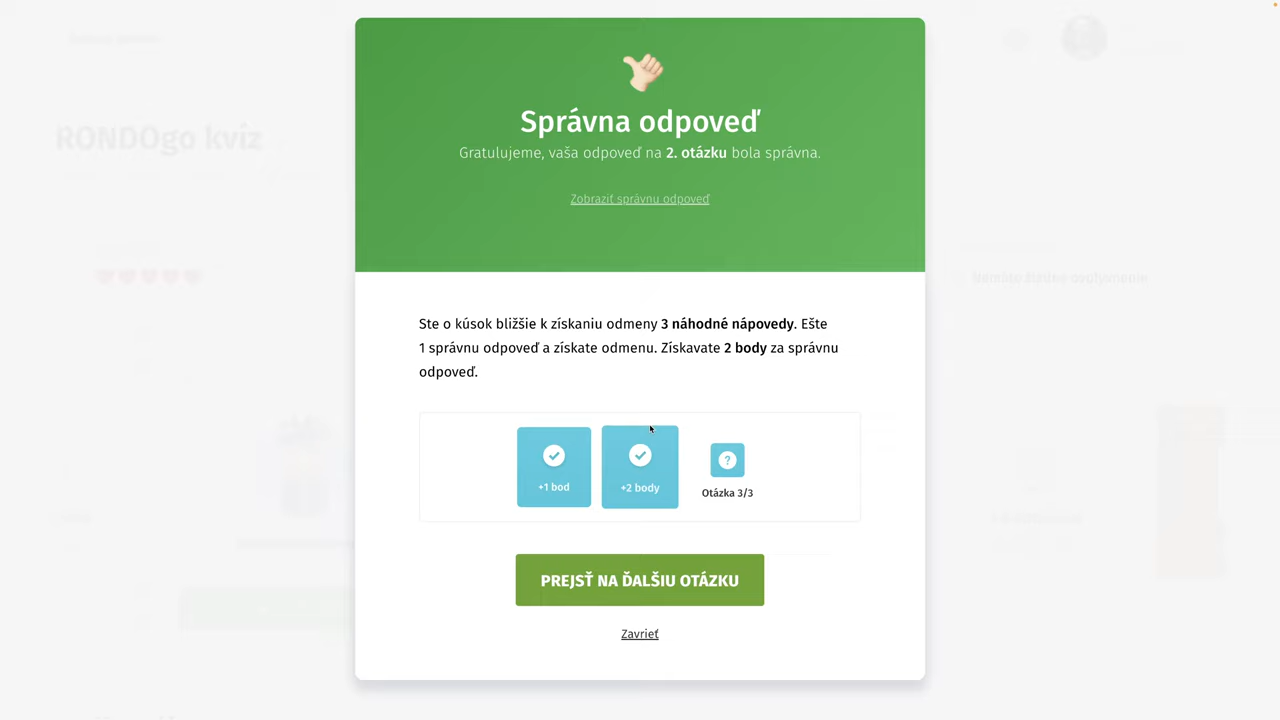 RONDOgo kvíz
Správna odpoveď
Gratulujeme, vaša odpoveď na 2. otázku bola správna.
Zobraziť správnu odpoveď
Ste o kúsok bližšie k získaniu odmeny 3 náhodné nápovedy. Ešte
1 správnu odpoveď a získate odmenu. Získavate 2 body za správnu
odpoveď.
+1 bod
+2 body
Otázka 3/3
PREJSŤ NA ĎALŠIU OTÁZKU
Zavrieť